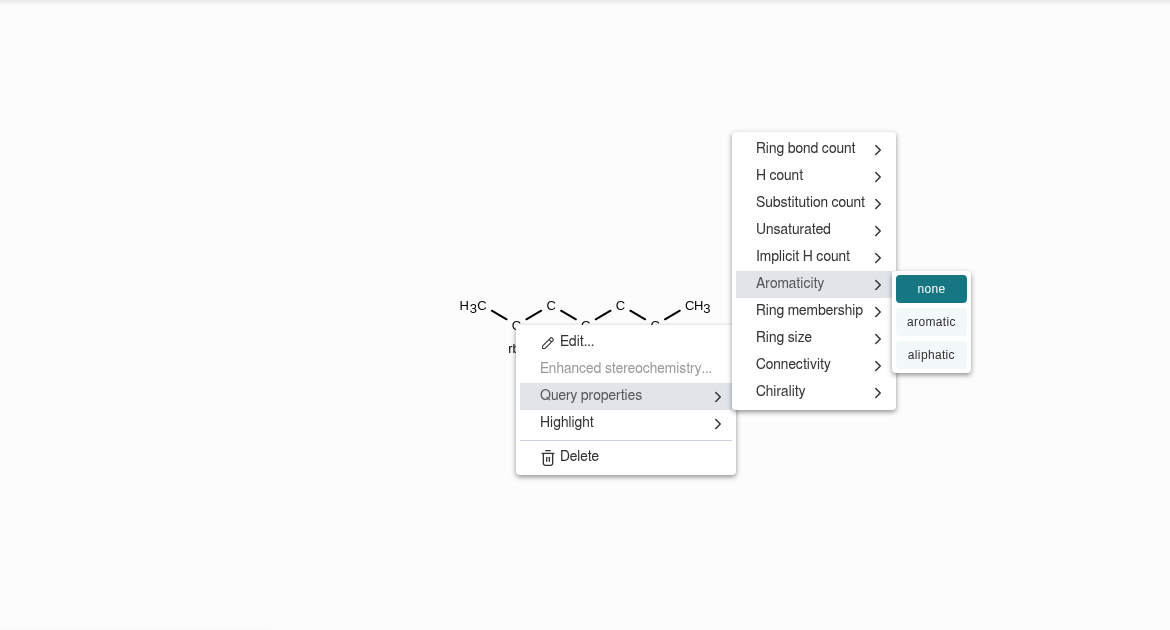 Ring bond count
H count
Substitution count
Unsaturated
Implicit H count
Aromaticity
none
Ring membership
aromatic
Ring size
aliphatic
Connectivity
Chirality
H3C C C CH3
C C C
Edit...
Enhanced stereochemistry...
Query properties
Highlight
Delete